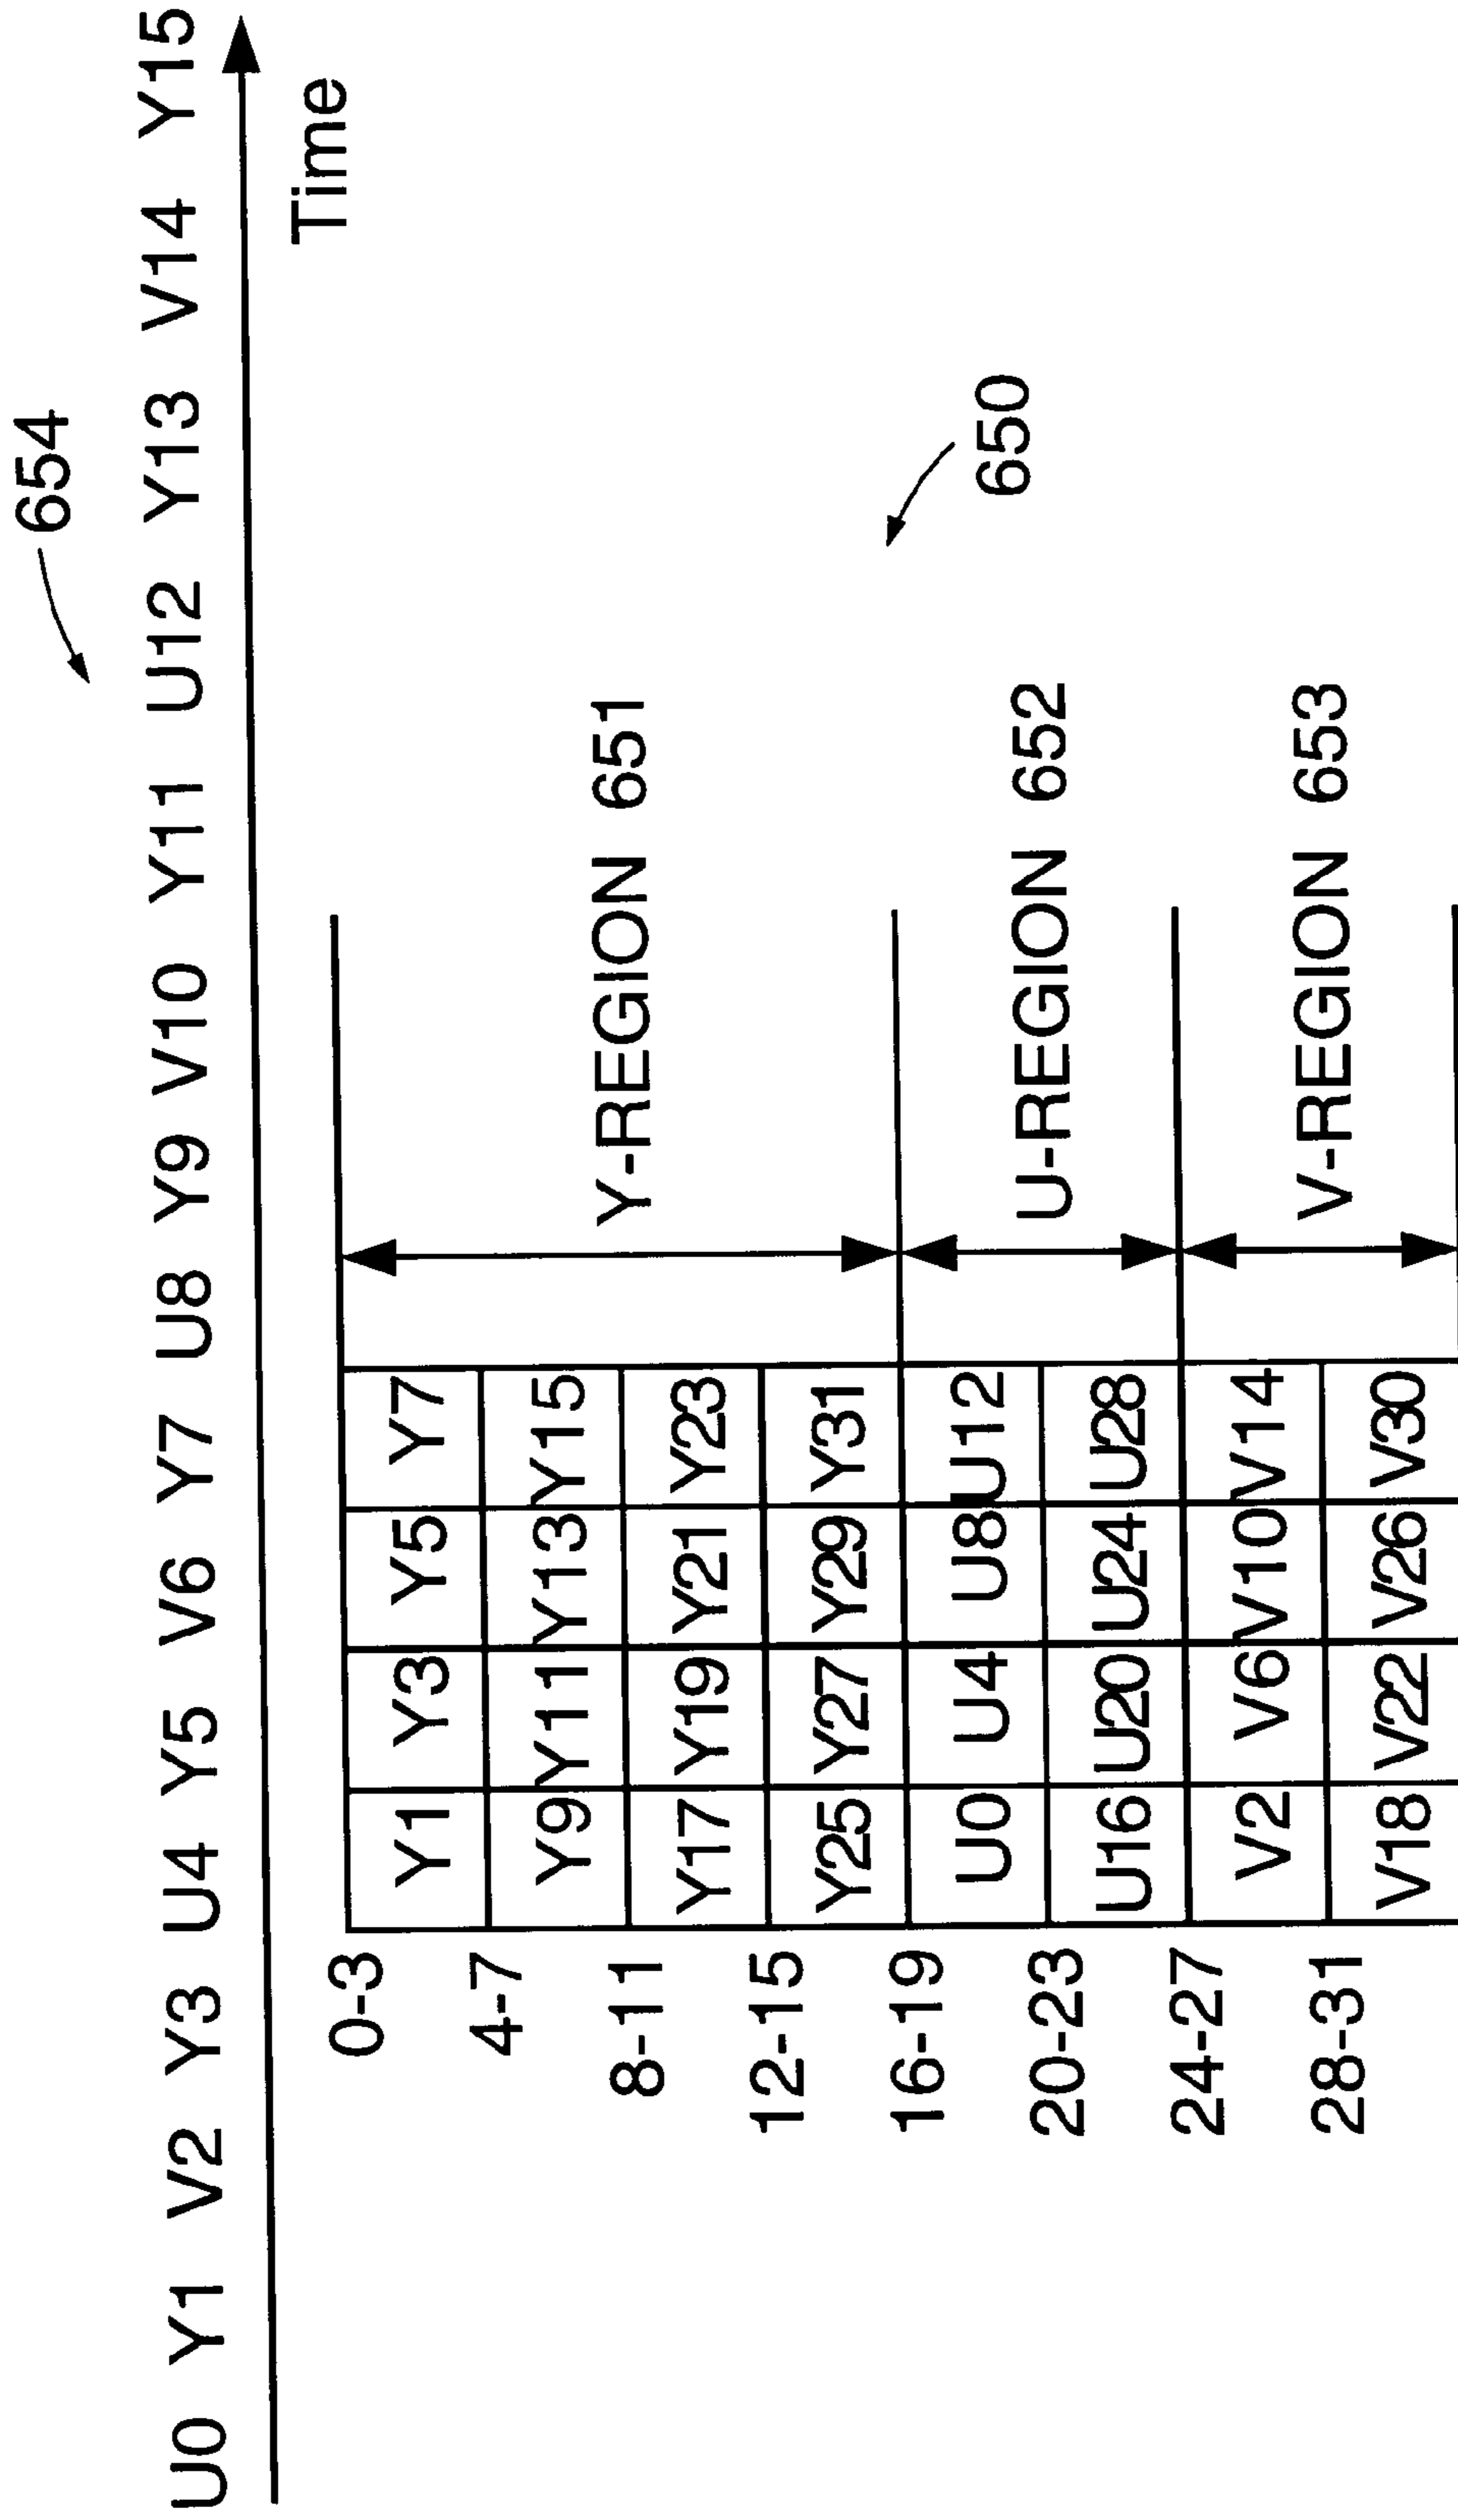 654
U0 Y1 V2 Y3 U4 Y5 V6 Y7 U8 Y9 V10 Y11 U12 Y13 V14 Y15
Time
0-3 Y1 Y3 Y5 Y7
4-7 Y9 Y11 Y13 Y15
8-11 Y17 Y19 Y21 Y23
Y-REGION 651
12-15 Y25 Y27 Y29 Y31
650
16-19 U0 U4 U8 U12
U-REGION 652
20-23 U16 U20 U24 U28
24-27 V2 V6 V10 V14
V-REGION 653
28-31 V18 V22 V26 V30